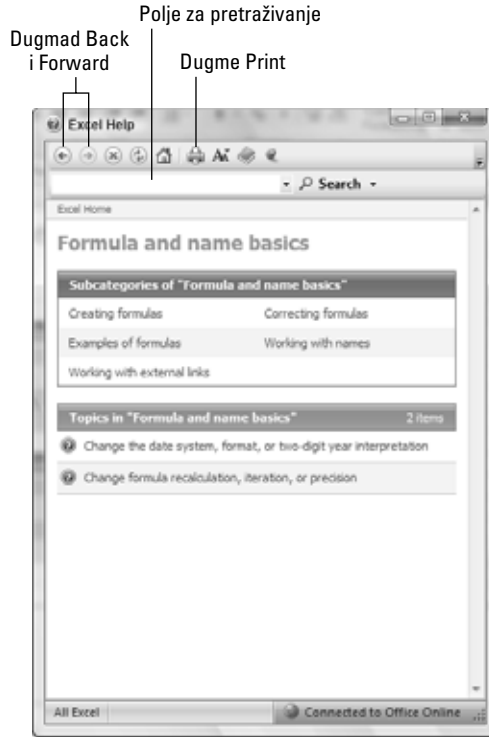 Polje za pretraživanje
Dugmad Back
i Forward
Dugme Print
Excel Help
Search
Excel Home
Formula and name basics
Subcategories of "Formula and name basics"
Creating formulas Correcting formulas
Examples of formulas Working with names
Working with external links
Topics in "Formula and name basics" 2 items
Change the date system, format, or two-digit year interpretation
Change formula recalculation, iteration, or precision
All Excel Connected to Office Online